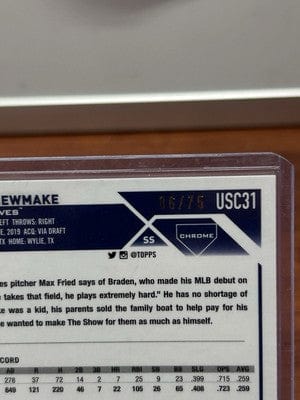 EWMAKE
VES
06/75 USC31
EFT THROWS: RIGHT
E, 2019 ACQ: VIA DRAFT
TX HOME: WYLIE, TX
SS
CHROME
@TOPPS
es pitcher Max Fried says of Braden, who made his MLB debut on
e takes that field, he plays extremely hard." He has no shortage of
ke was a kid, his parents sold the family boat to help pay for his
e wanted to make The Show for them as much as himself.
ECORD
AB R H 2B 3B HR RBI SB BB SLG OPS AVG
276 37 72 14 2 7 25 9 23 .399 .715 .259
849 121 220 46 7 22 105 26 65 .408 .723 .259